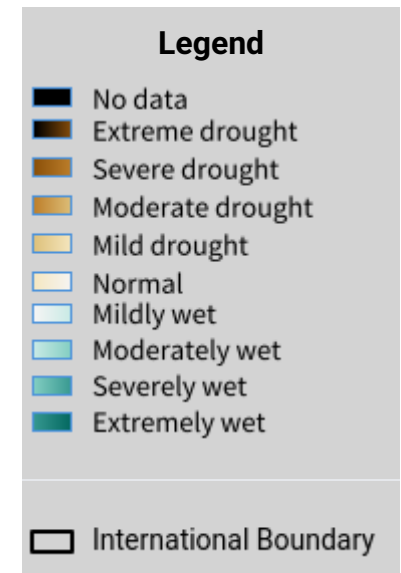 Legend
No data
Extreme drought
Severe drought
Moderate drought
Mild drought
Normal
Mildly wet
Moderately wet
Severely wet
Extremely wet
International Boundary